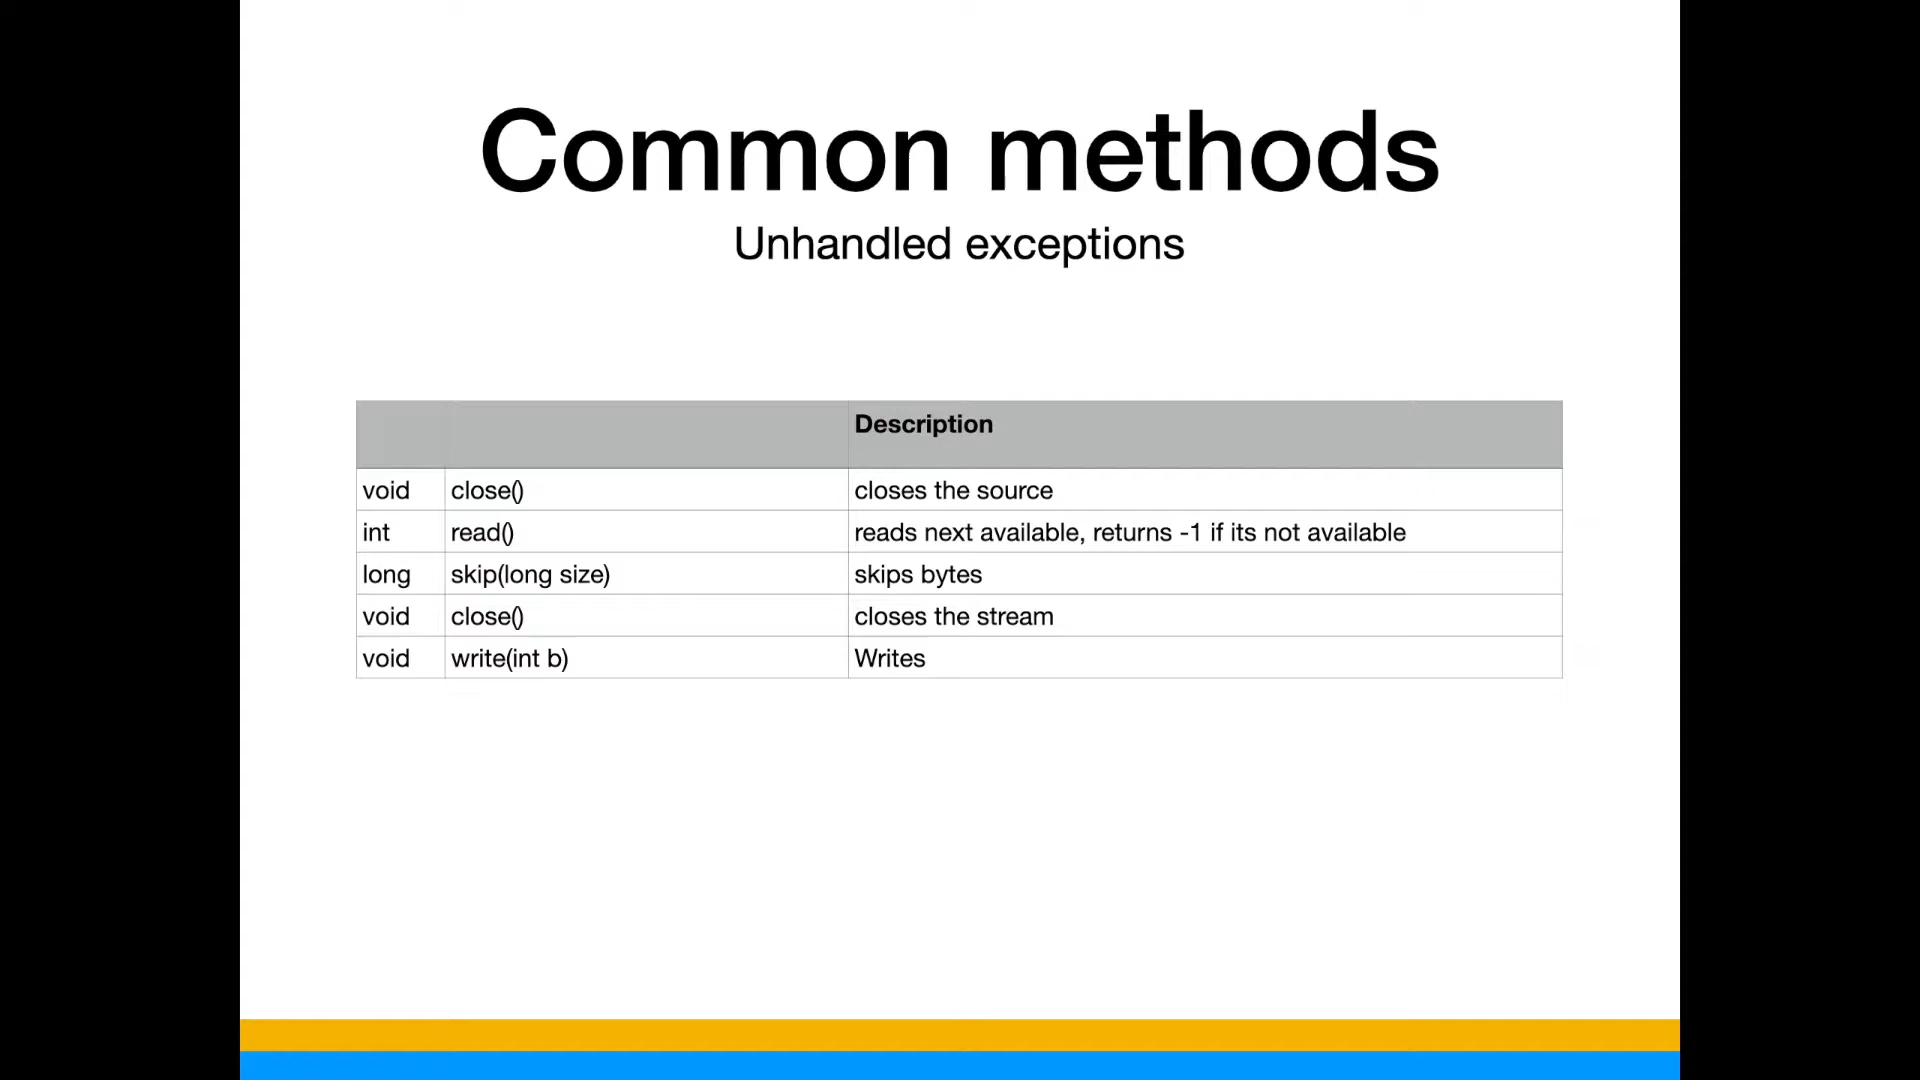 Common methods
Unhandled exceptions
Description
void close() closes the source
int read() reads next available, returns -1 if its not available
long skip(long size) skips bytes
void close() closes the stream
void write(int b) Writes